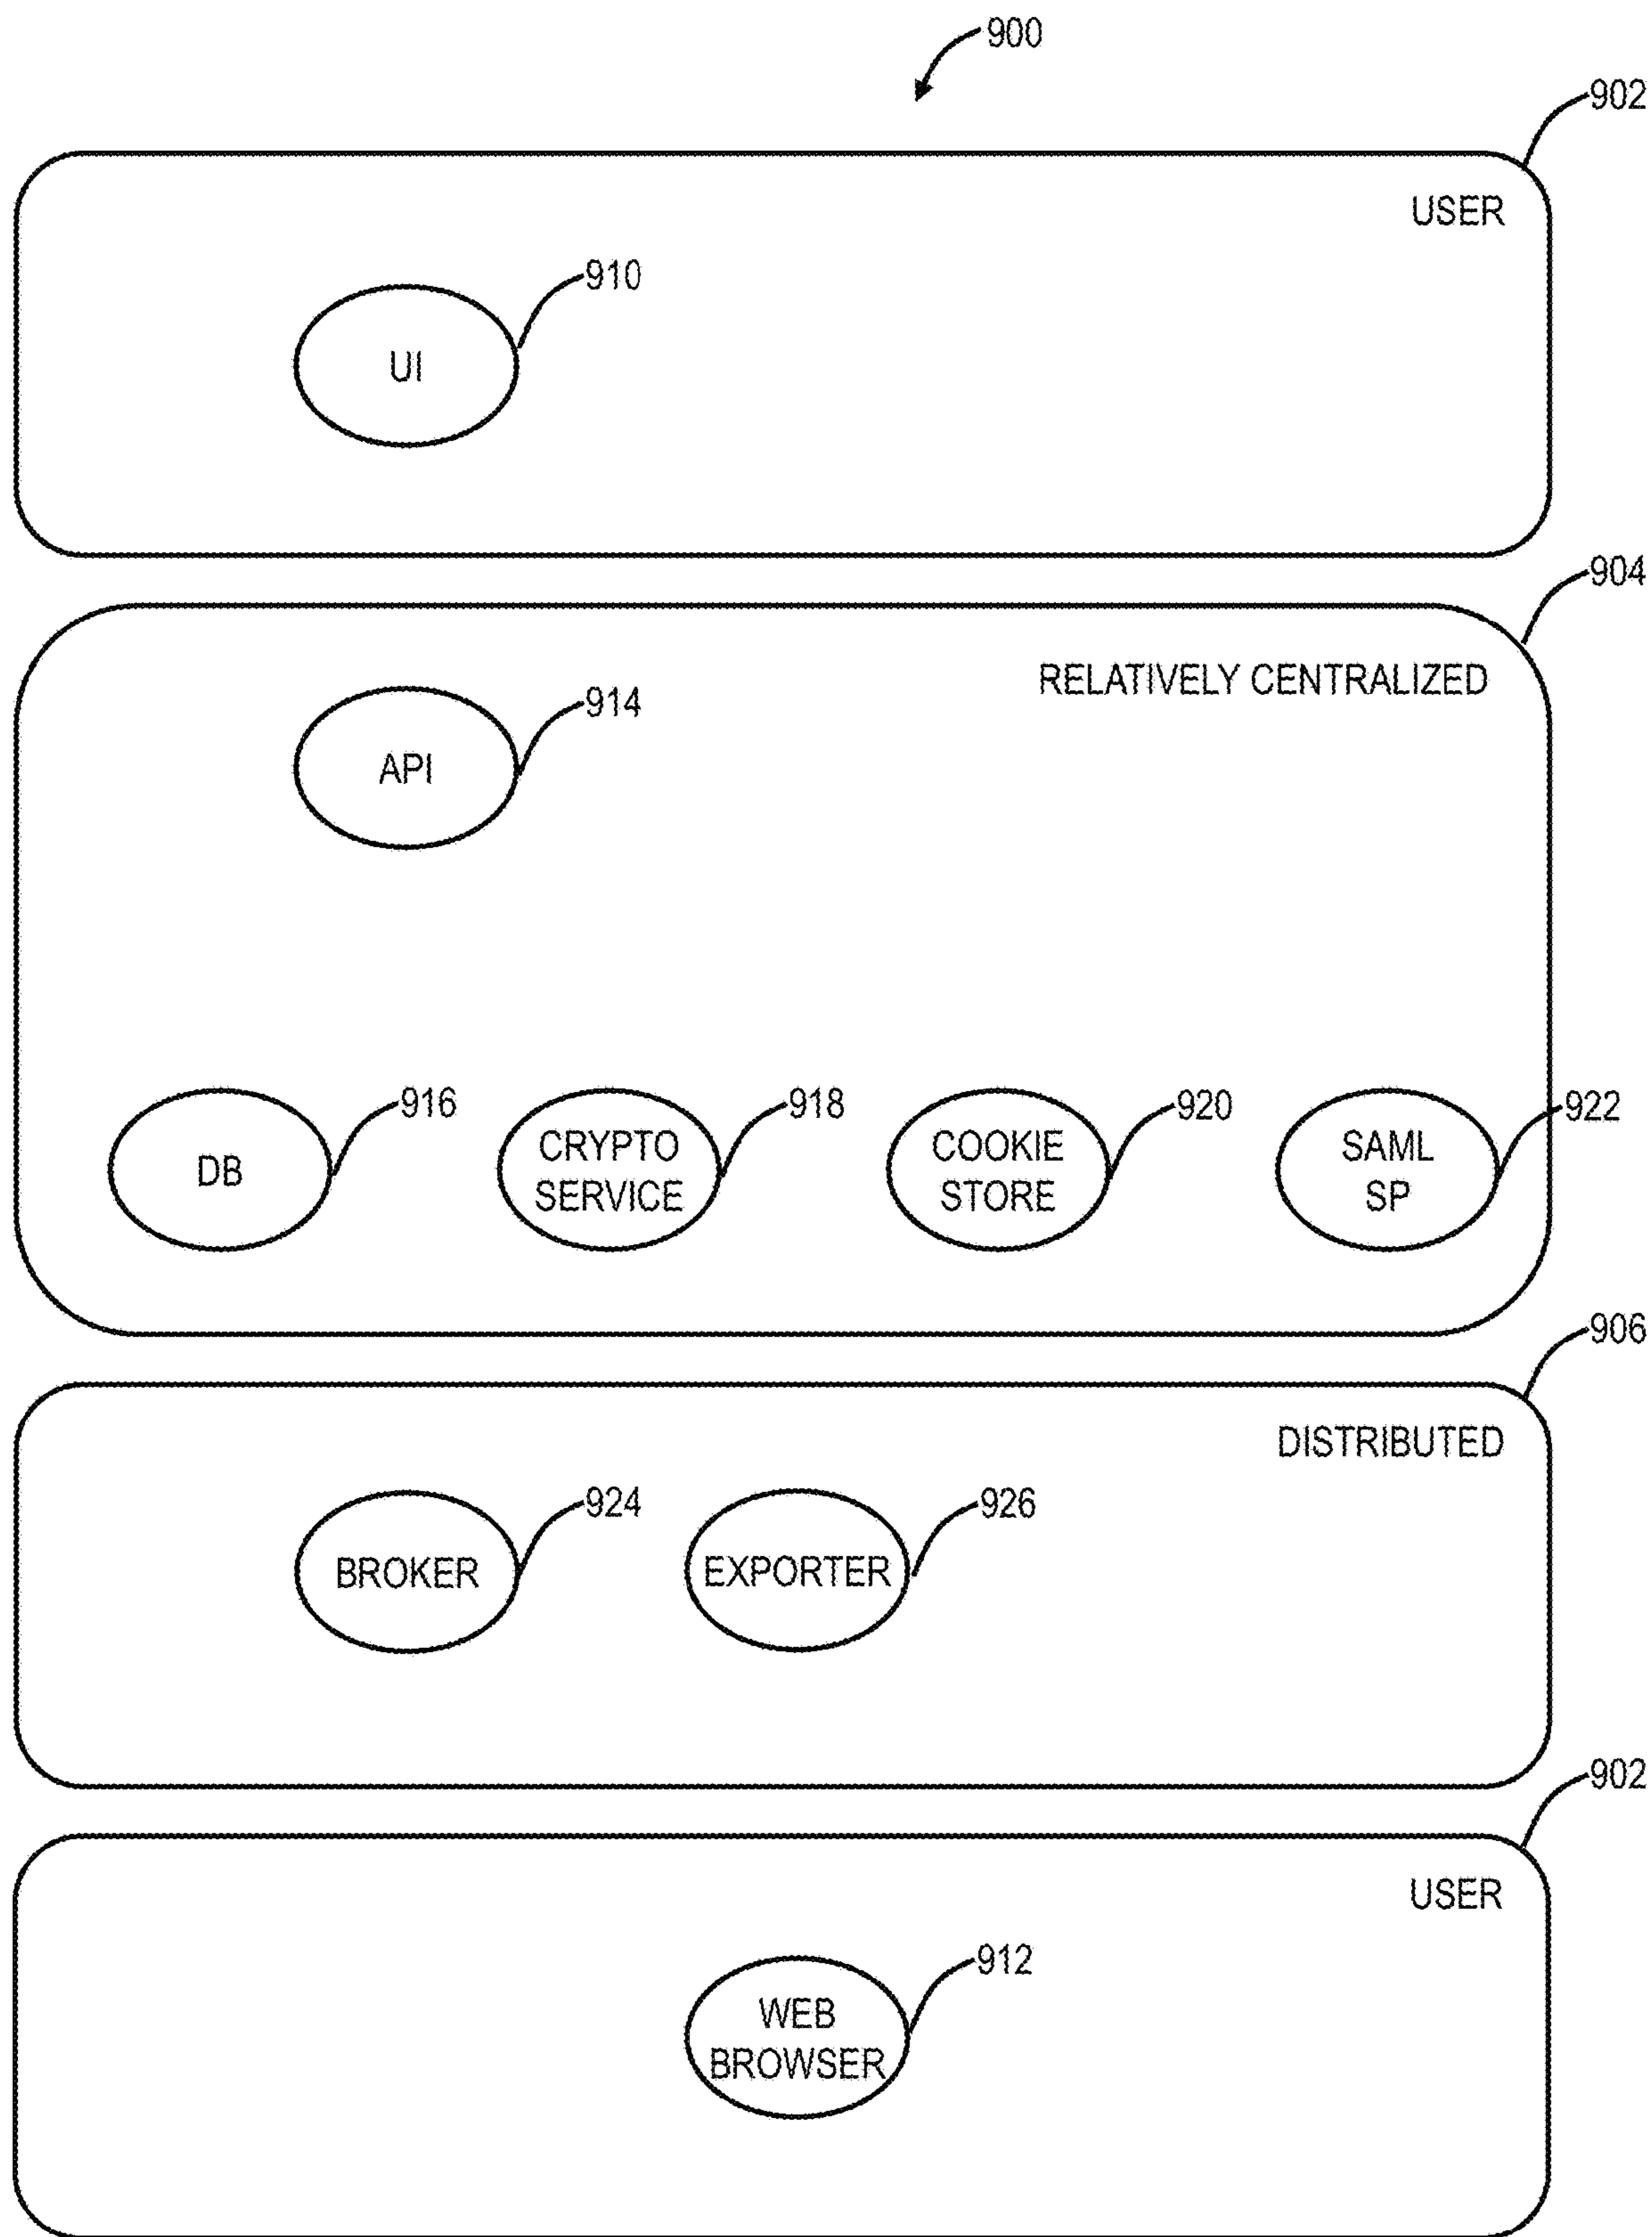 900
902
USER
910
UI
904
RELATIVELY CENTRALIZED
914
API
916
918
920
922
DB
CRYPTO
SERVICE
COOKIE
STORE
SAML
SP
906
DISTRIBUTED
924
926
BROKER
EXPORTER
902
USER
912
WEB
BROWSER